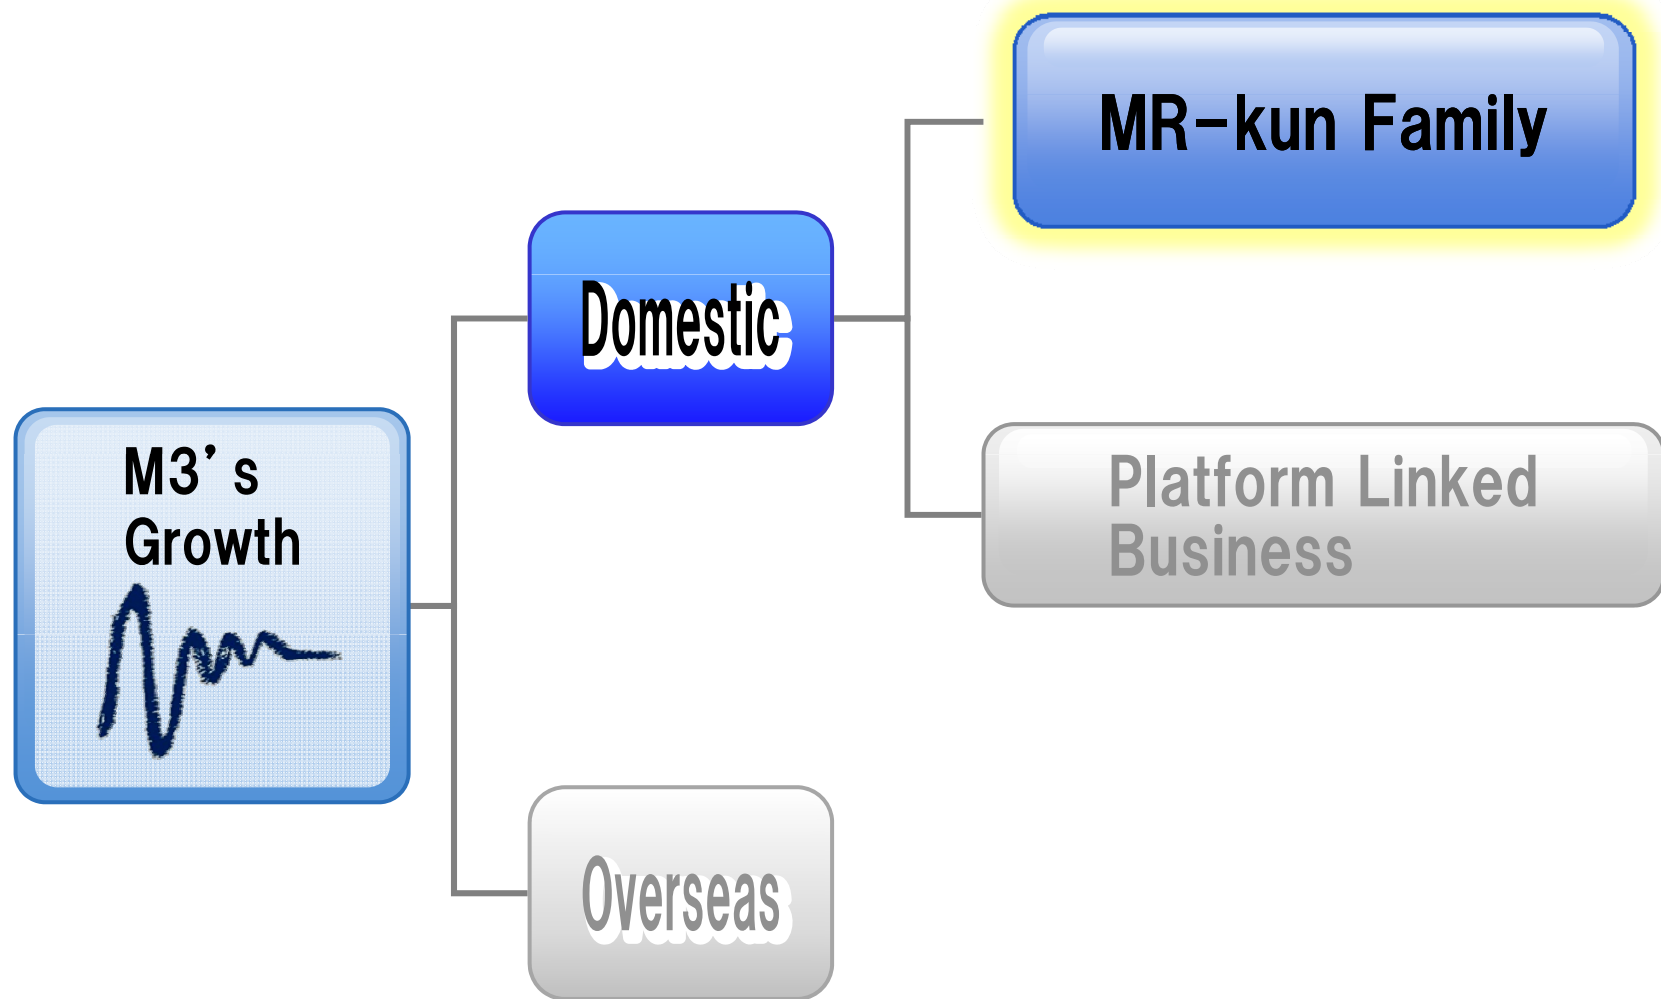 MR-kun Family
Domestic
M3's
Growth
Platform Linked
Business
Overseas